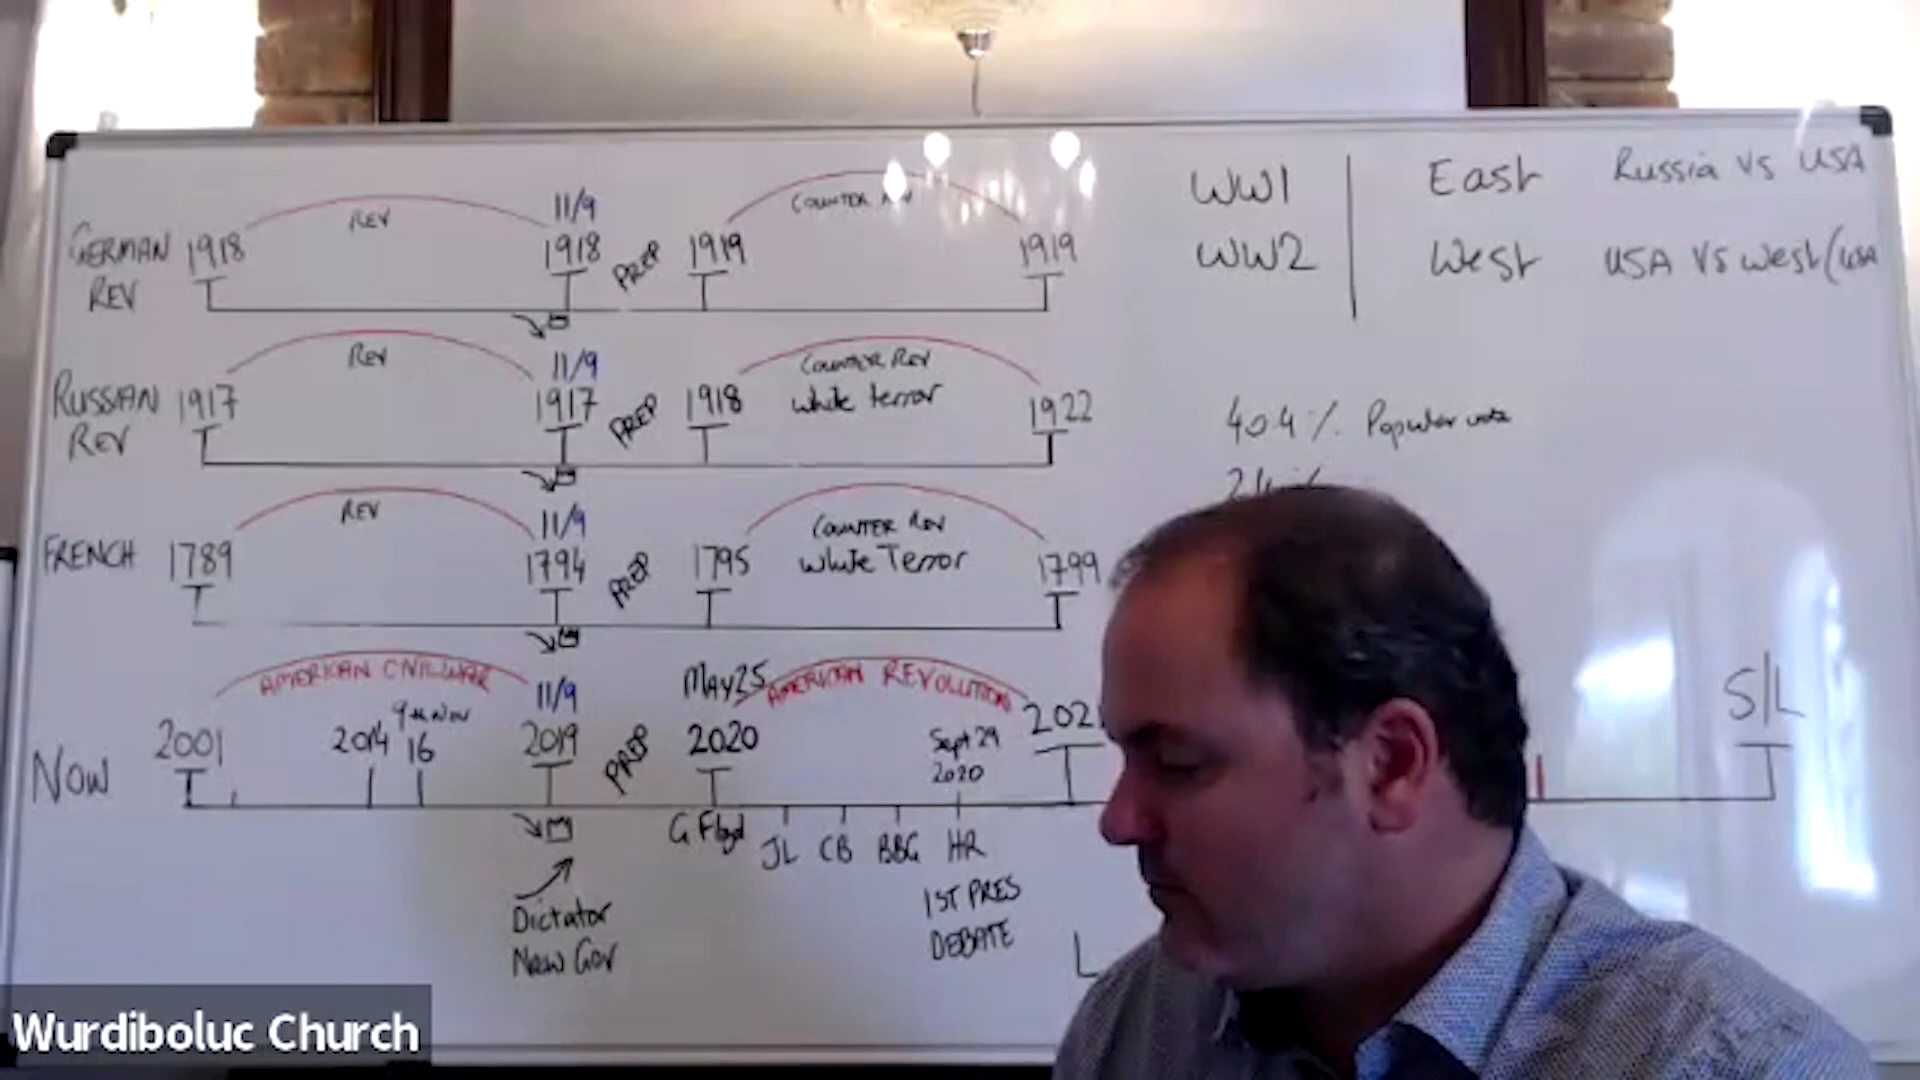 11/9
REV
COUNTER
GERMAN 1918 1918 PREP 1919 1919
REV
11/9
REV
COUNTER REV
RUSSIAN 1917 1917 PREP 1918 white terror 1922
REV
11/9
REV
COUNTER REV
FRENCH 1789 1794 PREP 1795 White Terror 1799
AMERICAN CIVIL WAR 11/9 MAY25 AMERICAN REVOLUTION
9th Nov
NOW 2001 2014 16 2019 PREP 2020 Sept 29 2020 202
G Floyd JL CB BBG HR
1ST PRES
DEBATE
Dictator
New Gov
L
WW1 East Russia VS USA
WW2 West USA VS West (USA
40.4 % Popular vote
S/L
Wurdiboluc Church